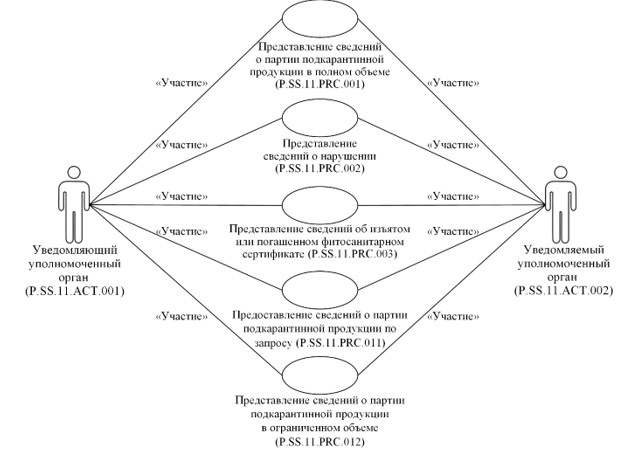 Представление сведений
о партии подкарантинной
продукции в полном объеме
(P.SS.11.PRC.001)
«Участие»
«Участие»
Представление
сведений о нарушении
(P.SS.11.PRC.002)
«Участие»
«Участие»
«Участие»
«Участие»
Представление сведений об изъятом
или погашенном фитосанитарном
сертификате (P.SS.11.PRC.003)
«Участие»
«Участие»
Уведомляющий
уполномоченный
орган
(P.SS.11.ACT.001)
Уведомляемый
уполномоченный
орган
(P.SS.11.ACT.002)
Предоставление сведений о партии
подкарантинной продукции по
запросу (P.SS.11.PRC.011)
«Участие»
«Участие»
Представление сведений о партии
подкарантинной продукции
в ограниченном объеме
(P.SS.11.PRC.012)